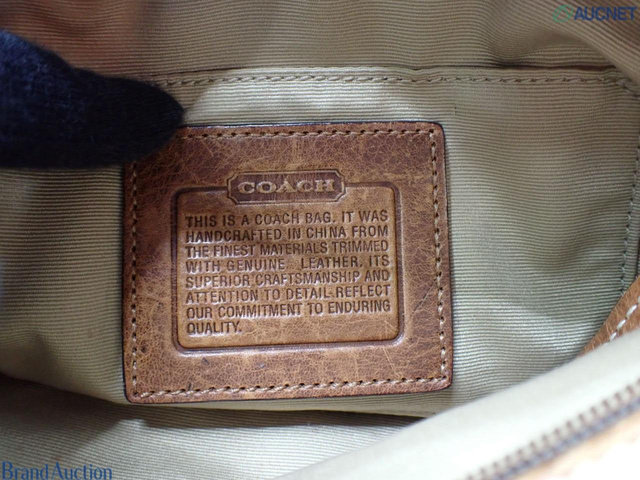 AUCNET
COACH
THIS IS A COACH BAG. IT WAS
HANDCRAFTED IN CHINA FROM
THE FINEST MATERIALS TRIMMED
WITH GENUINE LEATHER. ITS
SUPERIOR CRAFTSMANSHIP AND
ATTENTION TO DETAIL REFLECT
OUR COMMITMENT TO ENDURING
QUALITY.
Brand Auction